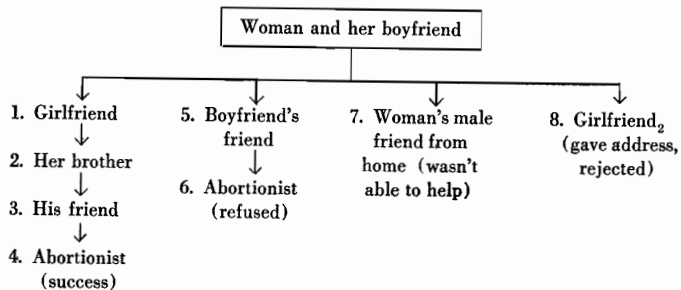 Woman and her boyfriend
1. Girlfriend
2. Her brother
3. His friend
4. Abortionist
(success)
5. Boyfriend's
friend
6. Abortionist
(refused)
7. Woman's male
friend from
home (wasn't
able to help)
8. Girlfriend₂
(gave address,
rejected)